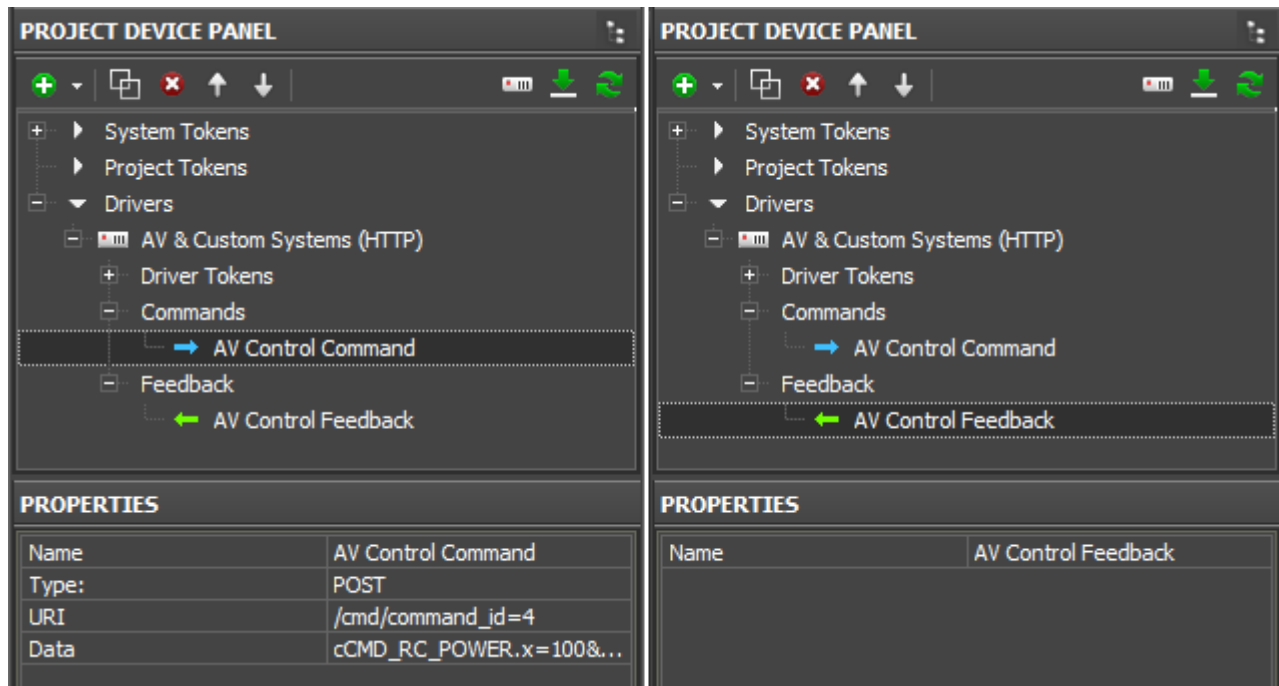 PROJECT DEVICE PANEL
System Tokens
Project Tokens
Drivers
AV & Custom Systems (HTTP)
Driver Tokens
Commands
AV Control Command
Feedback
AV Control Feedback
PROPERTIES
Name AV Control Command
Type: POST
URI /cmd/command_id=4
Data cCMD_RC_POWER.x=100&...
PROJECT DEVICE PANEL
System Tokens
Project Tokens
Drivers
AV & Custom Systems (HTTP)
Driver Tokens
Commands
AV Control Command
Feedback
AV Control Feedback
PROPERTIES
Name AV Control Feedback